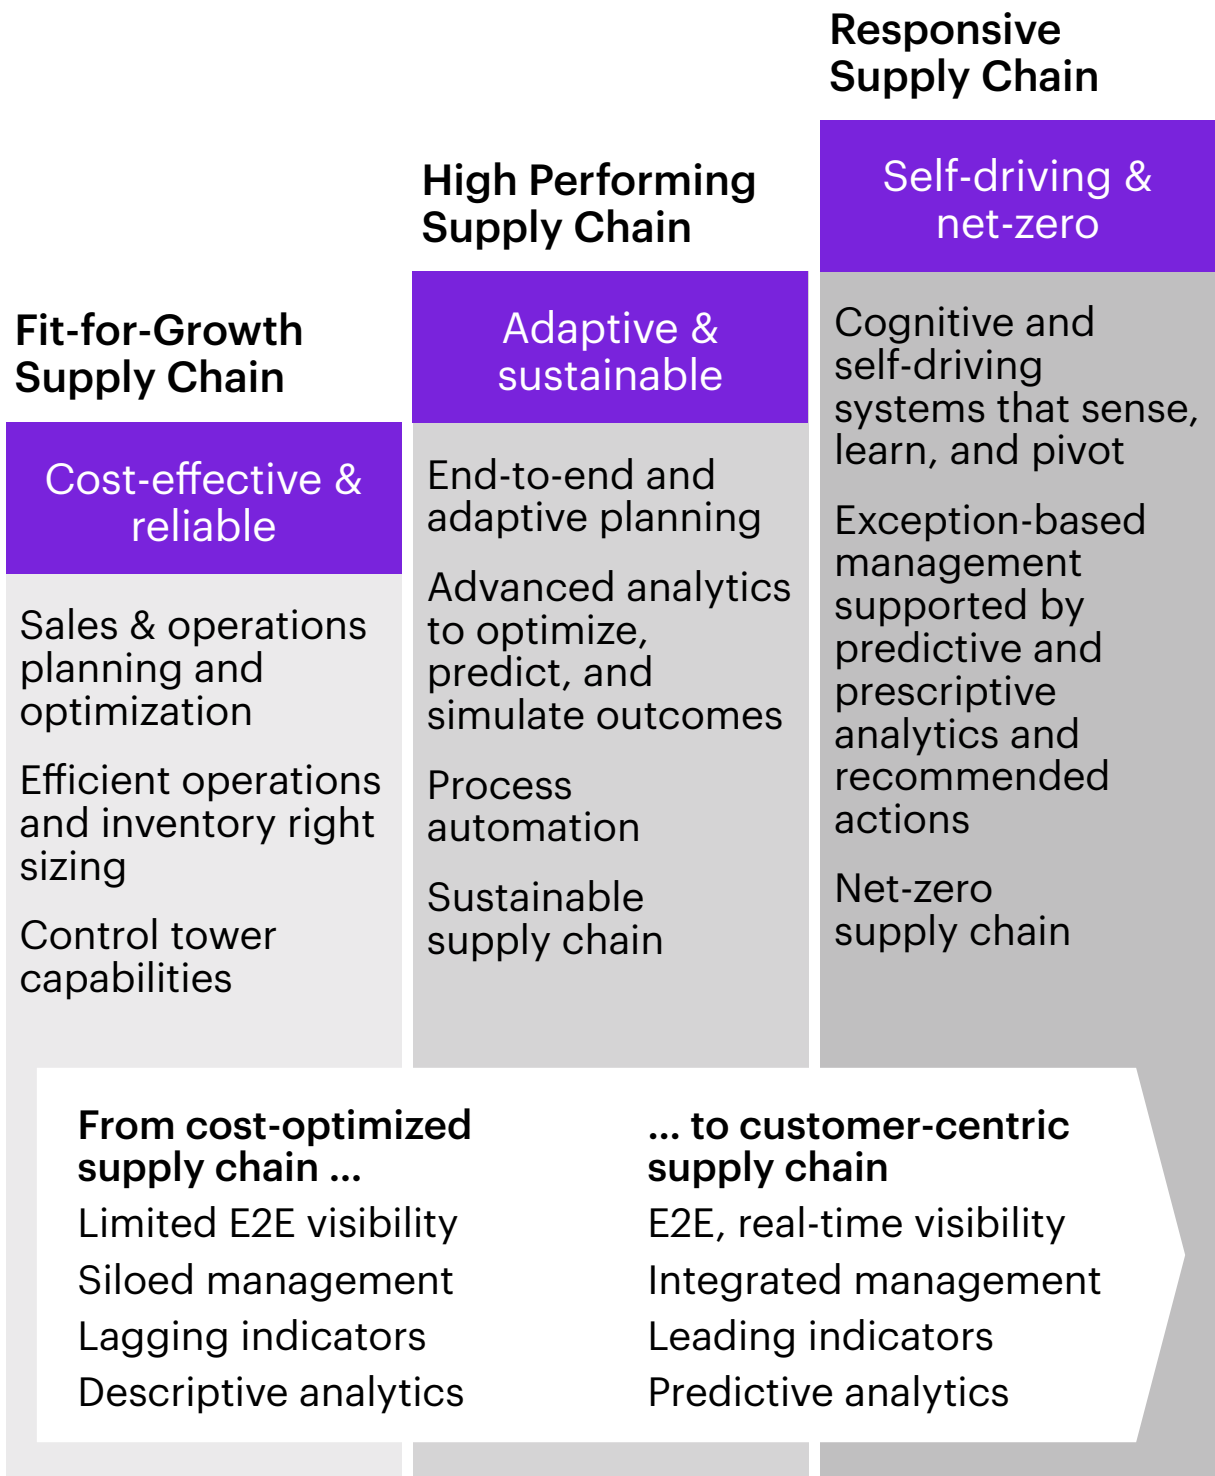 Fit-for-Growth
Supply Chain
Cost-effective &
reliable
Sales & operations
planning and
optimization
Efficient operations
and inventory right
sizing
Control tower
capabilities
High Performing
Supply Chain
Adaptive &
sustainable
End-to-end and
adaptive planning
Advanced analytics
to optimize,
predict, and
simulate outcomes
Process
automation
Sustainable
supply chain
Responsive
Supply Chain
Self-driving &
net-zero
Cognitive and
self-driving
systems that sense,
learn, and pivot
Exception-based
management
supported by
predictive and
prescriptive
analytics and
recommended
actions
Net-zero
supply chain
From cost-optimized
supply chain ...
Limited E2E visibility
Siloed management
Lagging indicators
Descriptive analytics
... to customer-centric
supply chain
E2E, real-time visibility
Integrated management
Leading indicators
Predictive analytics